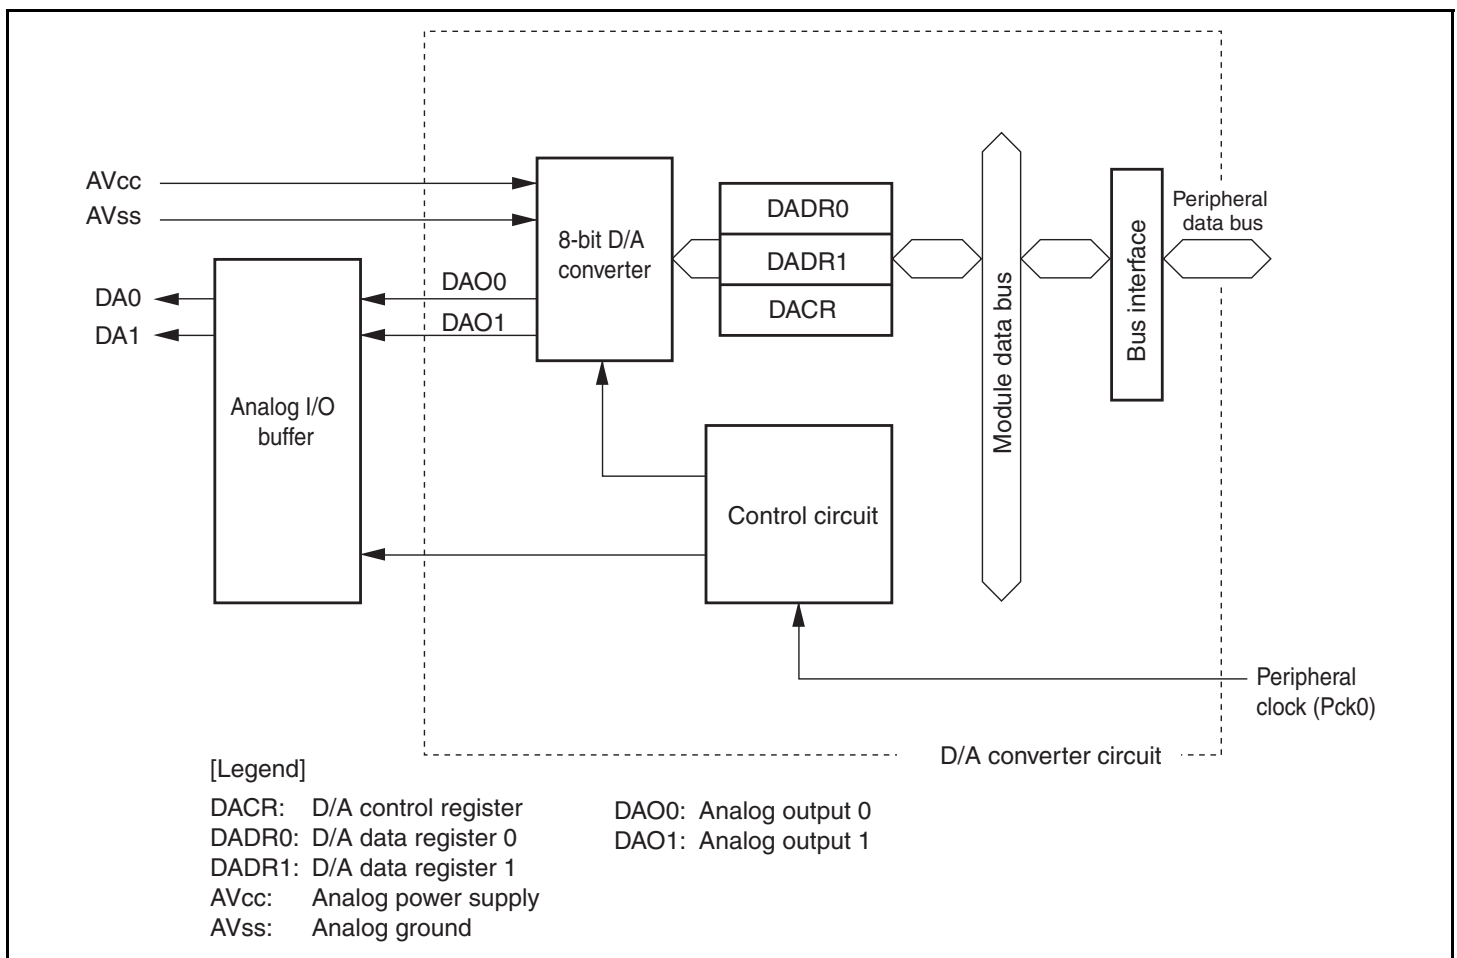 AVcc
AVss
8-bit D/A
converter
DADR0
DADR1
DACR
Module data bus
Bus interface
Peripheral
data bus
DAO0
DAO1
DA0
DA1
Analog I/O
buffer
Control circuit
Peripheral
clock (Pck0)
D/A converter circuit
[Legend]
DACR: D/A control register
DADR0: D/A data register 0
DADR1: D/A data register 1
AVcc: Analog power supply
AVss: Analog ground
DAO0: Analog output 0
DAO1: Analog output 1